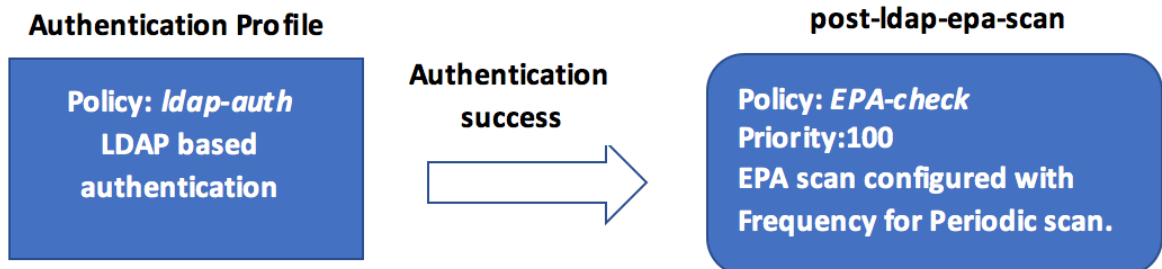 Authentication Profile
Policy: ldap-auth
LDAP based
authentication
Authentication
success
post-ldap-epa-scan
Policy: EPA-check
Priority:100
EPA scan configured with
Frequency for Periodic scan.